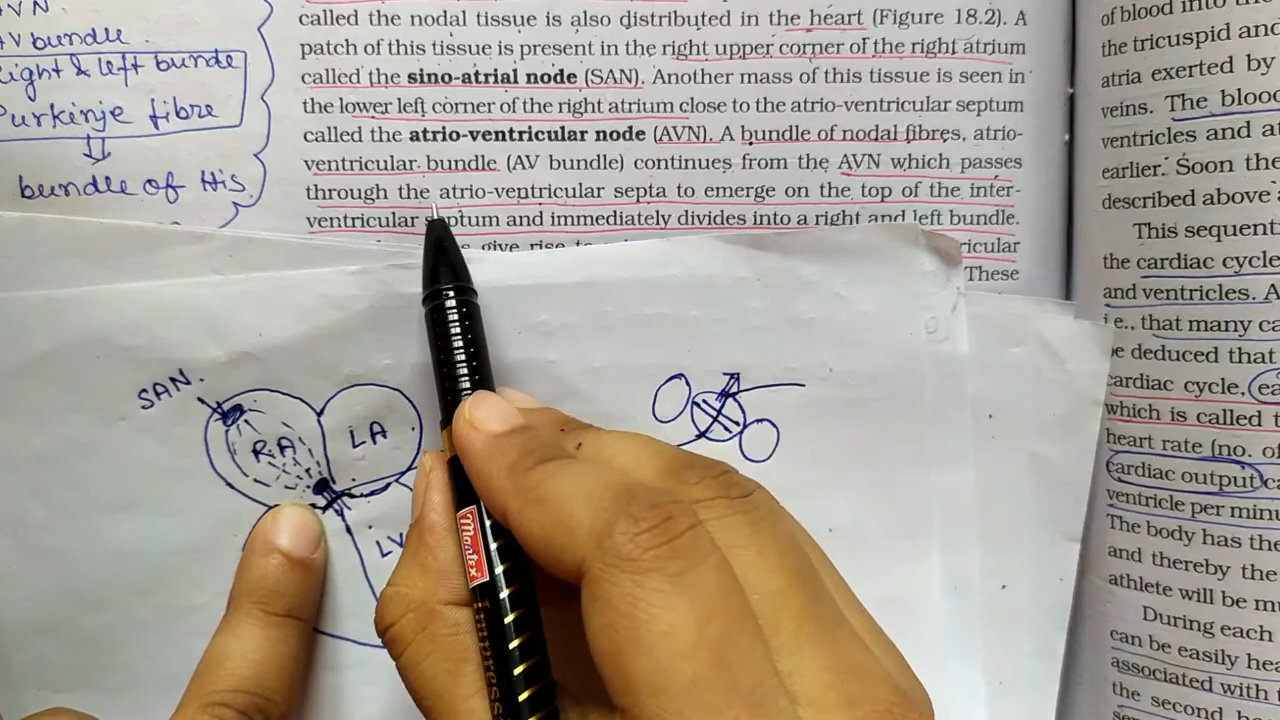 VN.
AV bundle.
Right & left bundle
Purkinje fibre
bundle of His
called the nodal tissue is also distributed in the heart (Figure 18.2). A
patch of this tissue is present in the right upper corner of the right atrium
called the sino-atrial node (SAN). Another mass of this tissue is seen in
the lower left corner of the right atrium close to the atrio-ventricular septum
called the atrio-ventricular node (AVN). A bundle of nodal fibres, atrio-
ventricular bundle (AV bundle) continues from the AVN which passes
through the atrio-ventricular septa to emerge on the top of the inter-
ventricular septum and immediately divides into a right and left bundle.
give rise
ricular
These
SAN.
RA
LA
LV
Montex
Impress
of blood into the
the tricuspid and
atria exerted by
veins. The blood
ventricles and a
earlier. Soon the
described above
This sequent
the cardiac cycle
and ventricles. A
i.e., that many ca
be deduced that
cardiac cycle, ea
which is called t
heart rate (no. of
cardiac output ca
ventricle per minu
The body has the
and thereby the
athlete will be m
During each
can be easily hea
associated with
the second